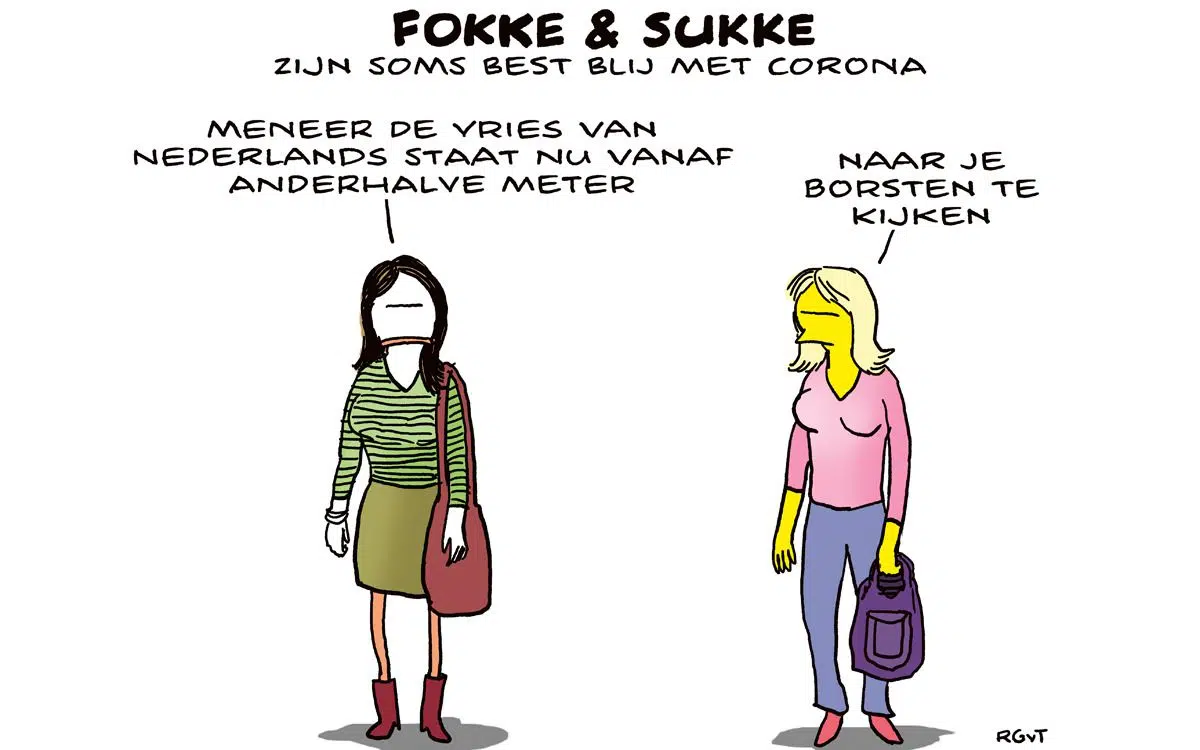 FOKKE & SUKKE
ZIJN SOMS BEST BLIJ MET CORONA
MENEER DE VRIES VAN
NEDERLANDS STAAT NU VANAF
ANDERHALVE METER
NAAR JE
BORSTEN TE
KIJKEN
RGvT